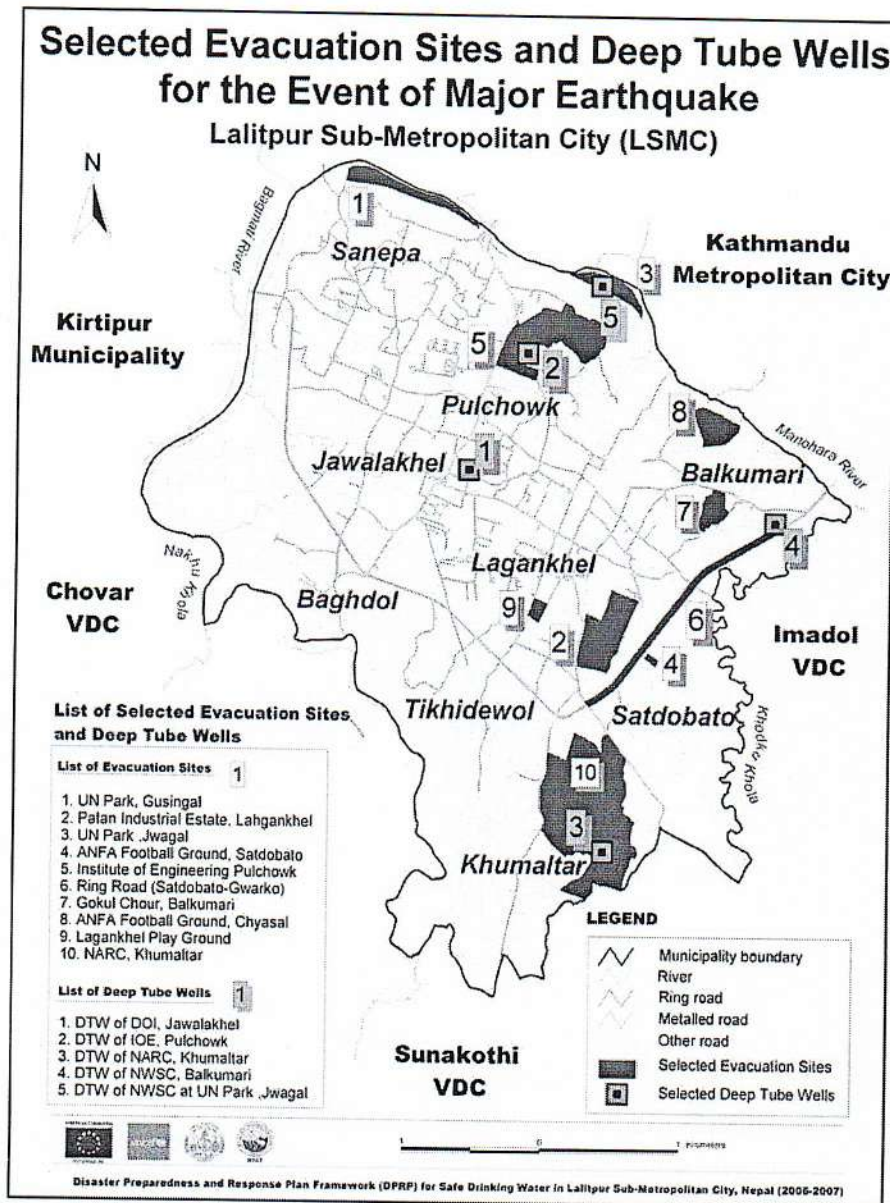 Selected Evacuation Sites and Deep Tube Wells
for the Event of Major Earthquake
Lalitpur Sub-Metropolitan City (LSMC)
N
Bagmati River
1
Sanepa
Kathmandu
Metropolitan City
3
5
Kirtipur
Municipality
5
2
Pulchowk
8
Manohara River
Jawalakhel
1
Balkumari
7
4
Nakhu Khola
Lagankhel
Chovar
VDC
Baghdol
9
2
6
4
Imadol
VDC
Tikhidewol
Satdobato
Khodku Khola
10
3
Khumaltar
List of Selected Evacuation Sites
and Deep Tube Wells
List of Evacuation Sites 1
1. UN Park, Gusingal
2. Patan Industrial Estate, Lahgankhel
3. UN Park ,Jwagal
4. ANFA Football Ground, Satdobato
5. Institute of Engineering Pulchowk
6. Ring Road (Satdobato-Gwarko)
7. Gokul Chour, Balkumari
8. ANFA Football Ground, Chyasal
9. Lagankhel Play Ground
10. NARC, Khumaltar
List of Deep Tube Wells 1
1. DTW of DOI, Jawalakhel
2. DTW of IOE, Pulchowk
3. DTW of NARC, Khumaltar
4. DTW of NWSC, Balkumari
5. DTW of NWSC at UN Park ,Jwagal
LEGEND
Municipality boundary
River
Ring road
Metalled road
Other road
Selected Evacuation Sites
Selected Deep Tube Wells
Sunakothi
VDC
1 0 1 Kilometers
Disaster Preparedness and Response Plan Framework (DPRP) for Safe Drinking Water in Lalitpur Sub-Metropolitan City, Nepal (2006-2007)